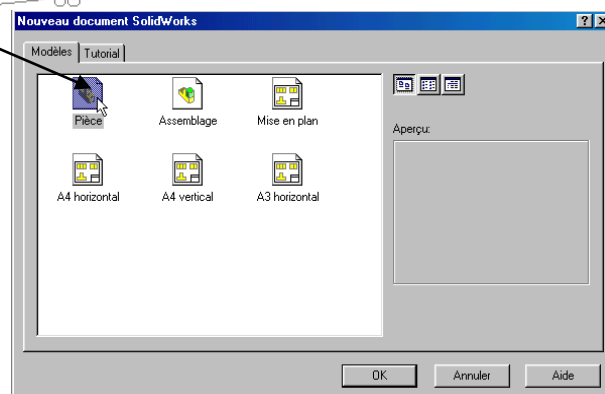 Nouveau document SolidWorks
Modèles Tutorial
Pièce Assemblage Mise en plan
Aperçu:
A4 horizontal A4 vertical A3 horizontal
OK Annuler Aide